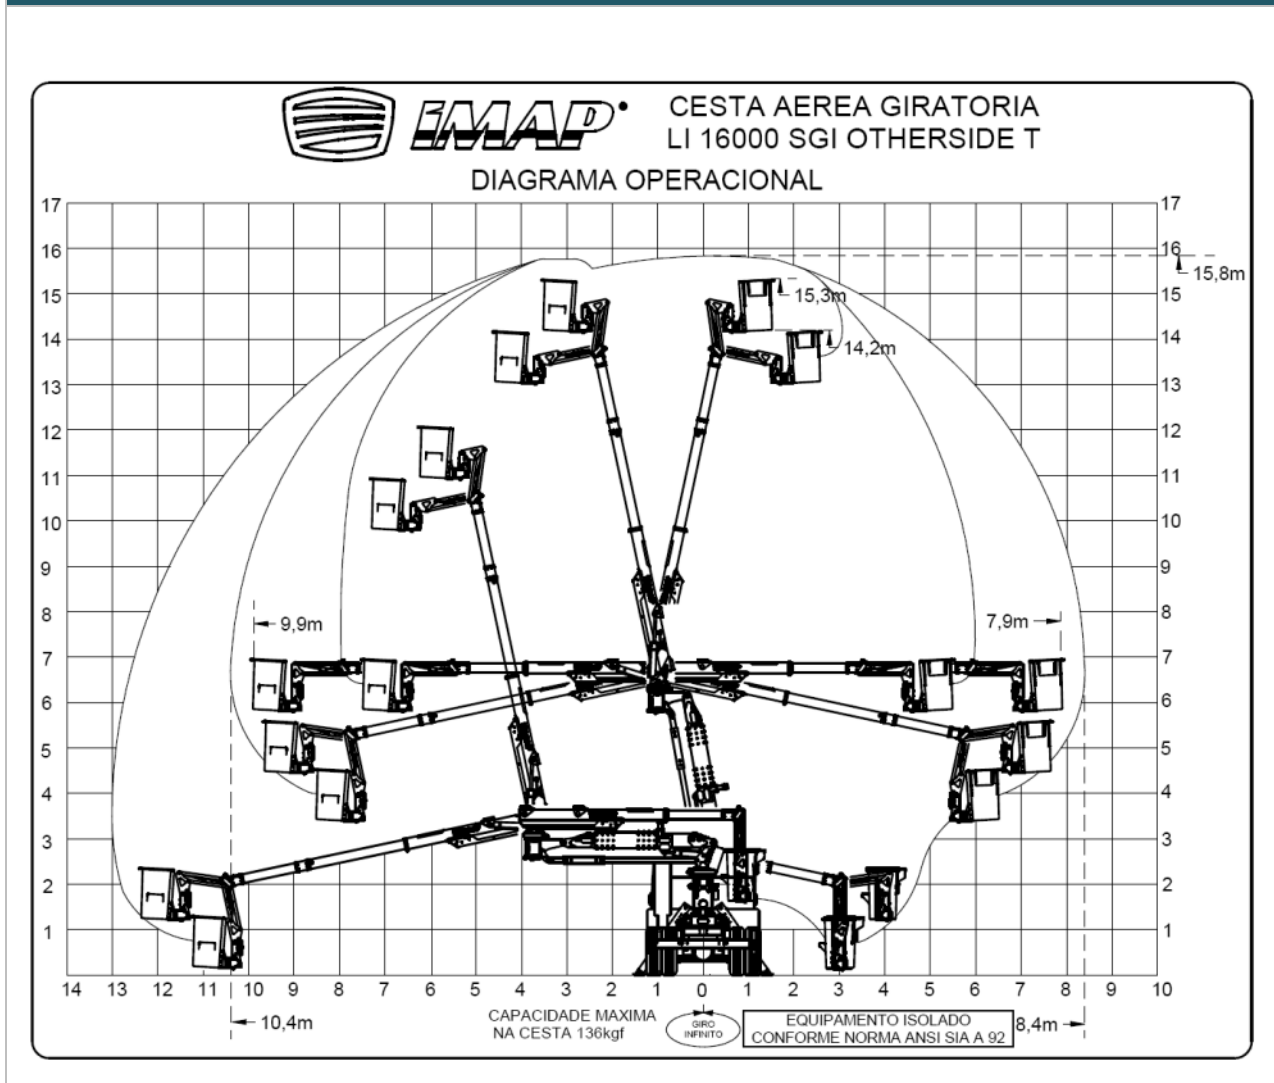 IMAP
CESTA AEREA GIRATORIA
LI 16000 SGI OTHERSIDE T
DIAGRAMA OPERACIONAL
17 17
16 16
15,8m
15 15
15,3m
14 14
14,2m
13 13
12 12
11 11
10 10
9 9
8 8
9,9m 7,9m
7 7
6 6
5 5
4 4
3 3
2 2
1 1
14 13 12 11 10 9 8 7 6 5 4 3 2 1 0 1 2 3 4 5 6 7 8 9 10
10,4m
CAPACIDADE MAXIMA
NA CESTA 136kgf
GIRO
INFINITO
EQUIPAMENTO ISOLADO
CONFORME NORMA ANSI SIA A 92
8,4m